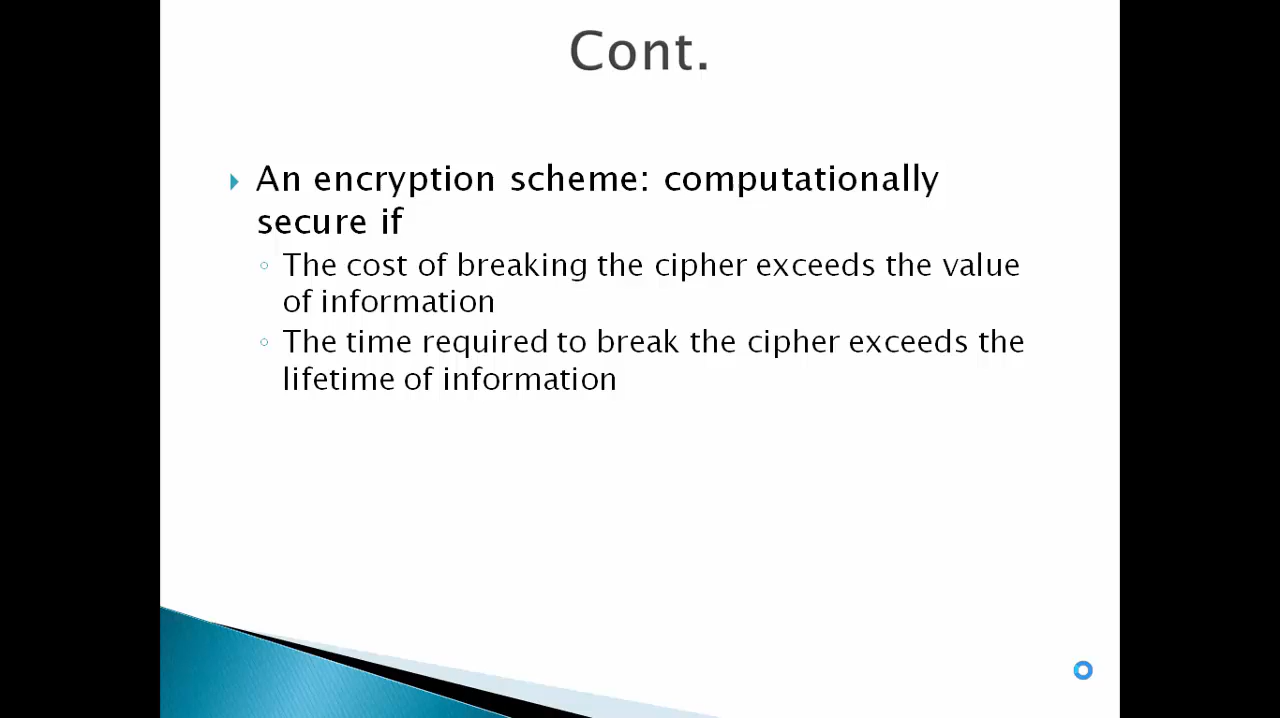 Cont.
An encryption scheme: computationally
secure if
The cost of breaking the cipher exceeds the value
of information
The time required to break the cipher exceeds the
lifetime of information